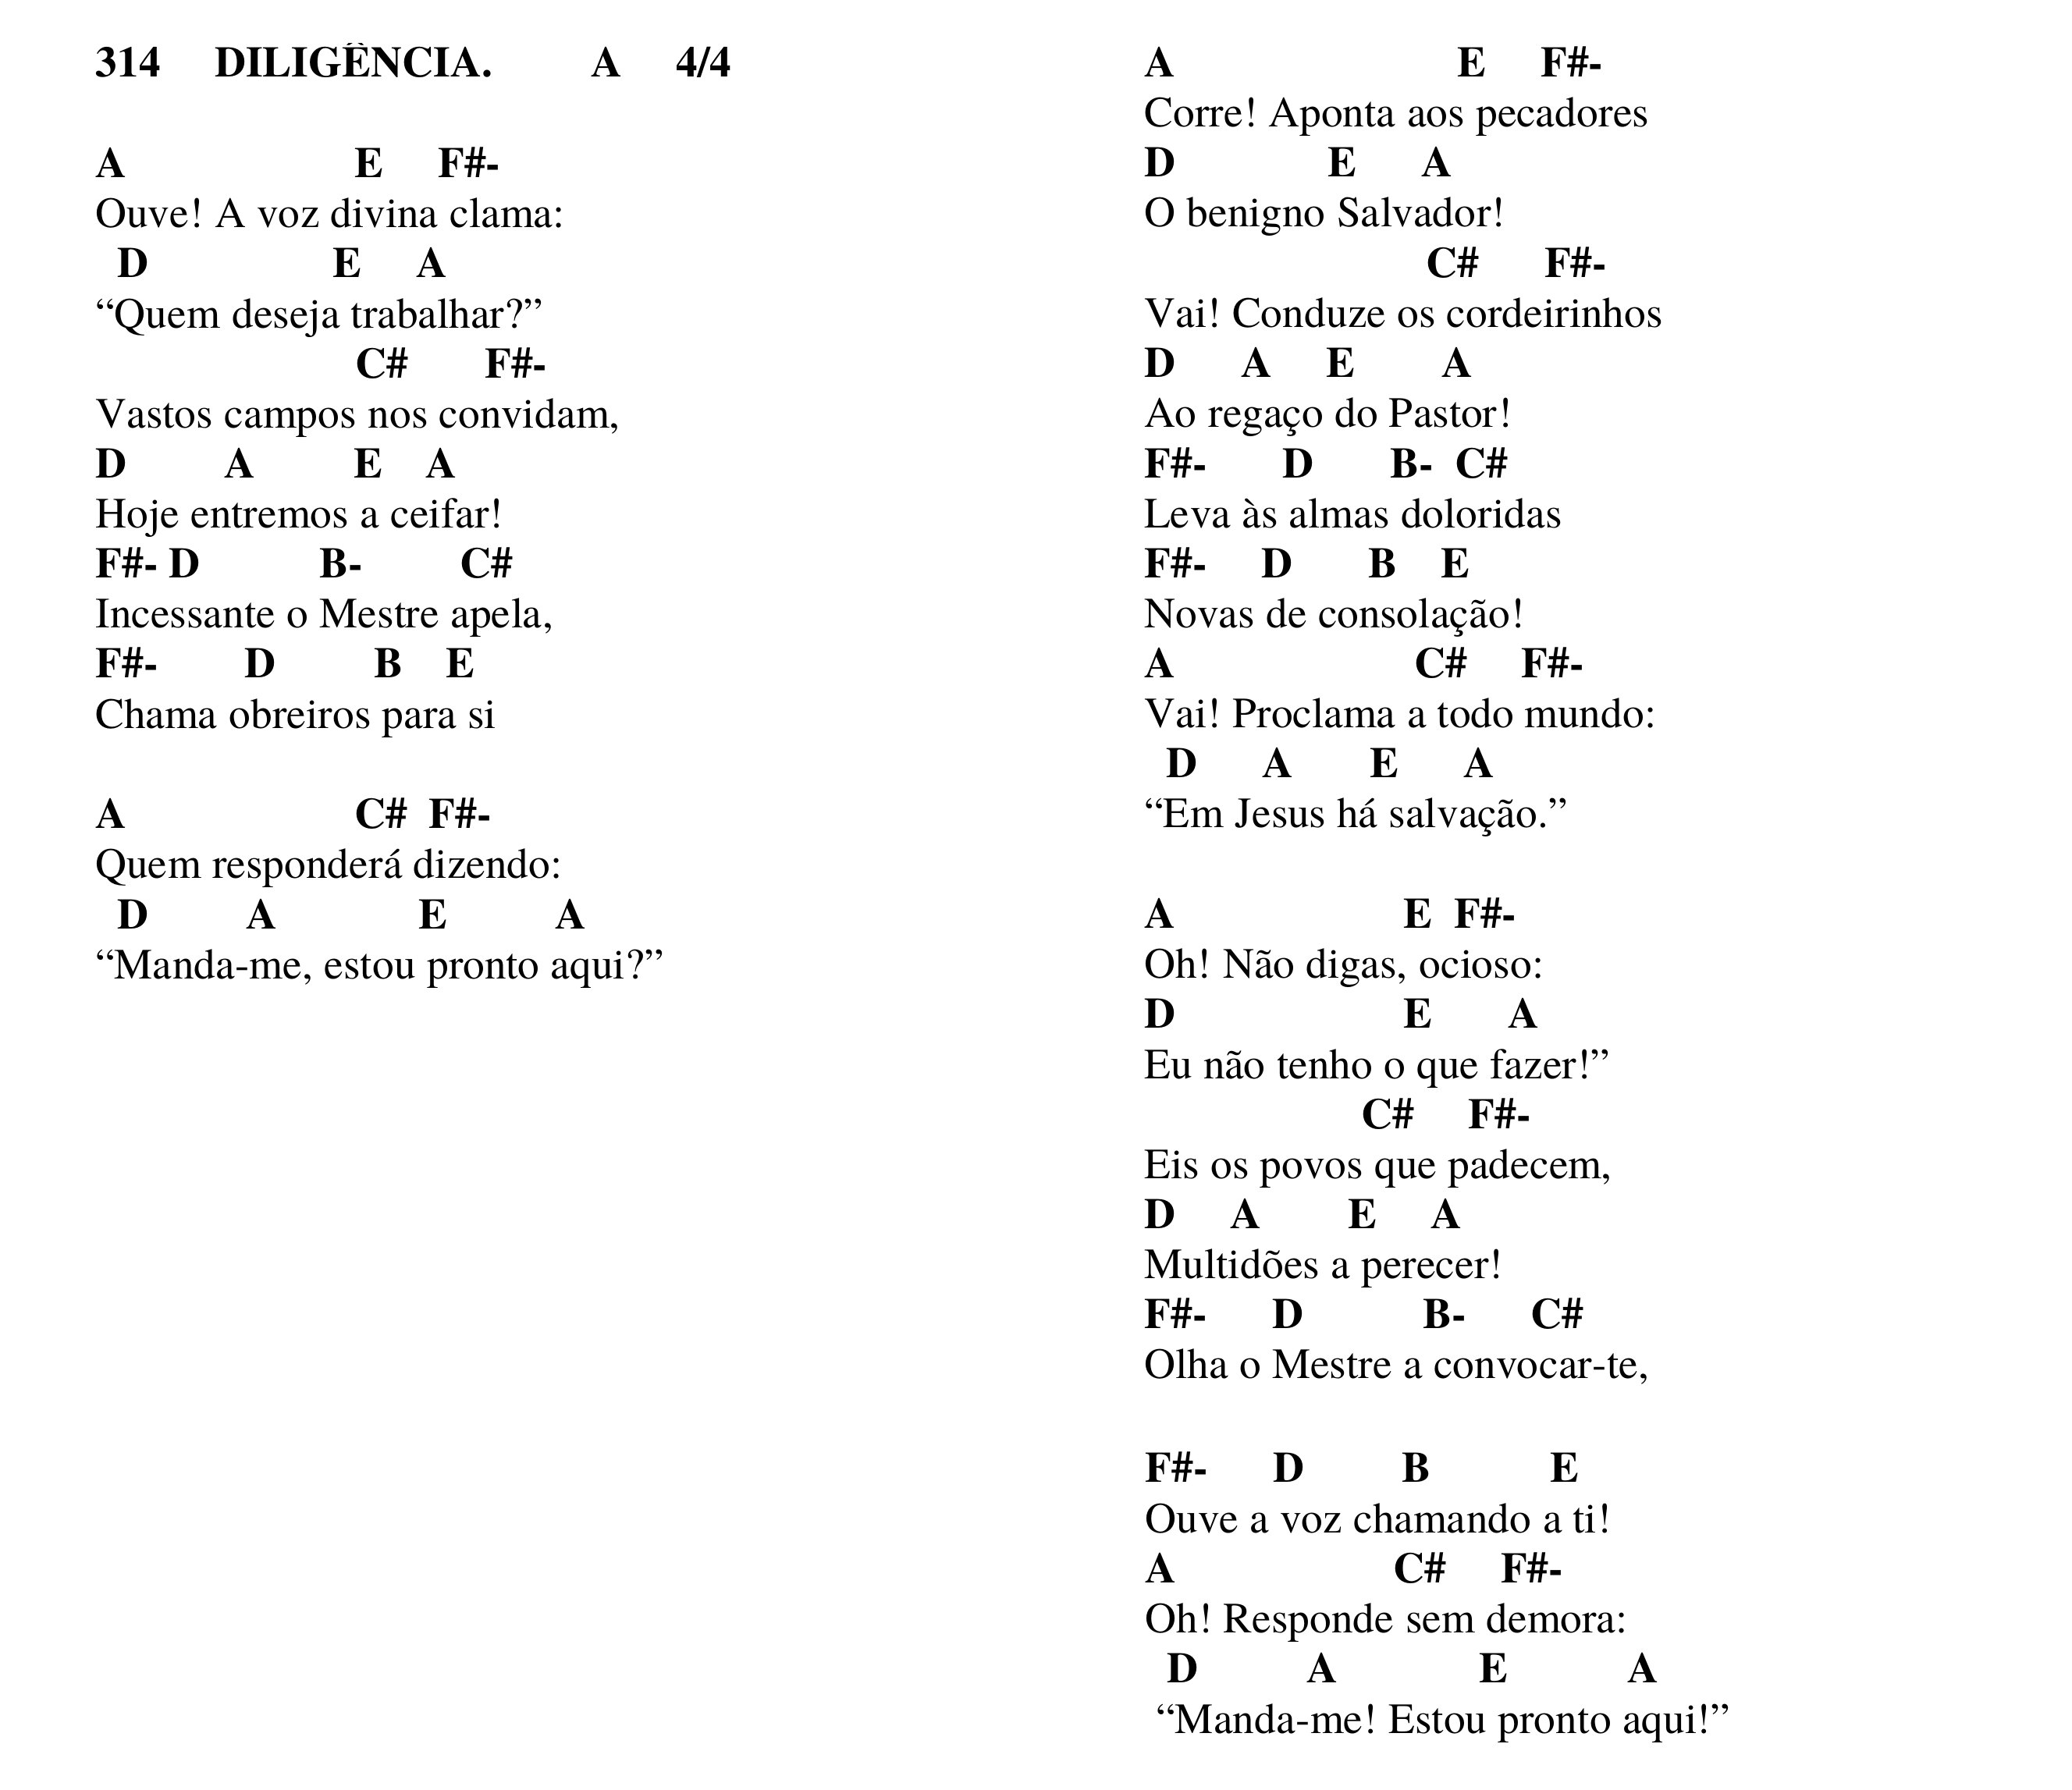 314 DILIGÊNCIA. A 4/4
A E F#-
Ouve! A voz divina clama:
D E A
“Quem deseja trabalhar?”
C# F#-
Vastos campos nos convidam,
D A E A
Hoje entremos a ceifar!
F#- D B- C#
Incessante o Mestre apela,
F#- D B E
Chama obreiros para si
A C# F#-
Quem responderá dizendo:
D A E A
“Manda-me, estou pronto aqui?”
A E F#-
Corre! Aponta aos pecadores
D E A
O benigno Salvador!
C# F#-
Vai! Conduze os cordeirinhos
D A E A
Ao regaço do Pastor!
F#- D B- C#
Leva às almas doloridas
F#- D B E
Novas de consolação!
A C# F#-
Vai! Proclama a todo mundo:
D A E A
“Em Jesus há salvação.”
A E F#-
Oh! Não digas, ocioso:
D E A
Eu não tenho o que fazer!”
C# F#-
Eis os povos que padecem,
D A E A
Multidões a perecer!
F#- D B- C#
Olha o Mestre a convocar-te,
F#- D B E
Ouve a voz chamando a ti!
A C# F#-
Oh! Responde sem demora:
D A E A
“Manda-me! Estou pronto aqui!”